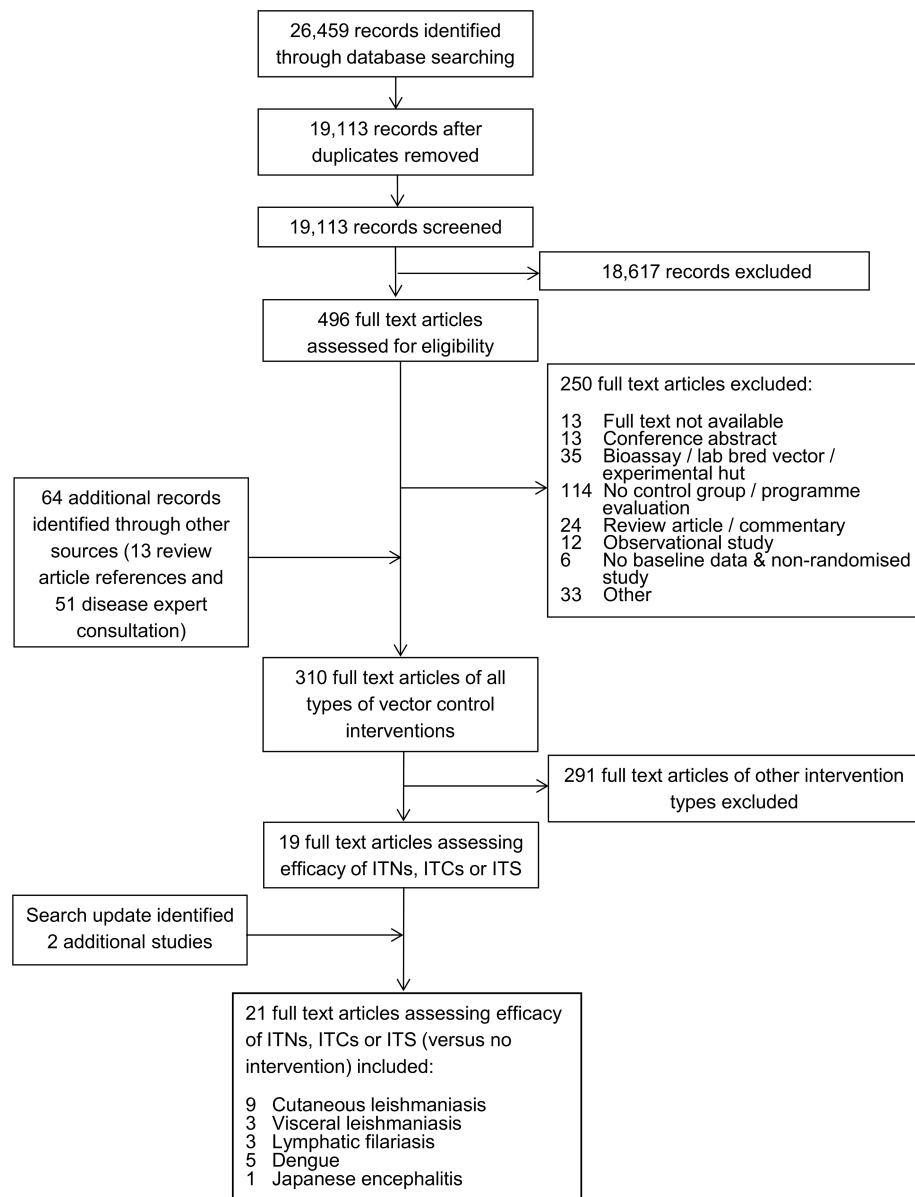 26,459 records identified
through database searching
19,113 records after
duplicates removed
19,113 records screened
18,617 records excluded
496 full text articles
assessed for eligibility
250 full text articles excluded:
13 Full text not available
13 Conference abstract
35 Bioassay / lab bred vector /
experimental hut
114 No control group / programme
evaluation
24 Review article / commentary
12 Observational study
6 No baseline data & non-randomised
study
33 Other
64 additional records
identified through other
sources (13 review
article references and
51 disease expert
consultation)
310 full text articles of all
types of vector control
interventions
291 full text articles of other intervention
types excluded
19 full text articles assessing
efficacy of ITNs, ITCs or ITS
Search update identified
2 additional studies
21 full text articles assessing efficacy
of ITNs, ITCs or ITS (versus no
intervention) included:
9 Cutaneous leishmaniasis
3 Visceral leishmaniasis
3 Lymphatic filariasis
5 Dengue
1 Japanese encephalitis